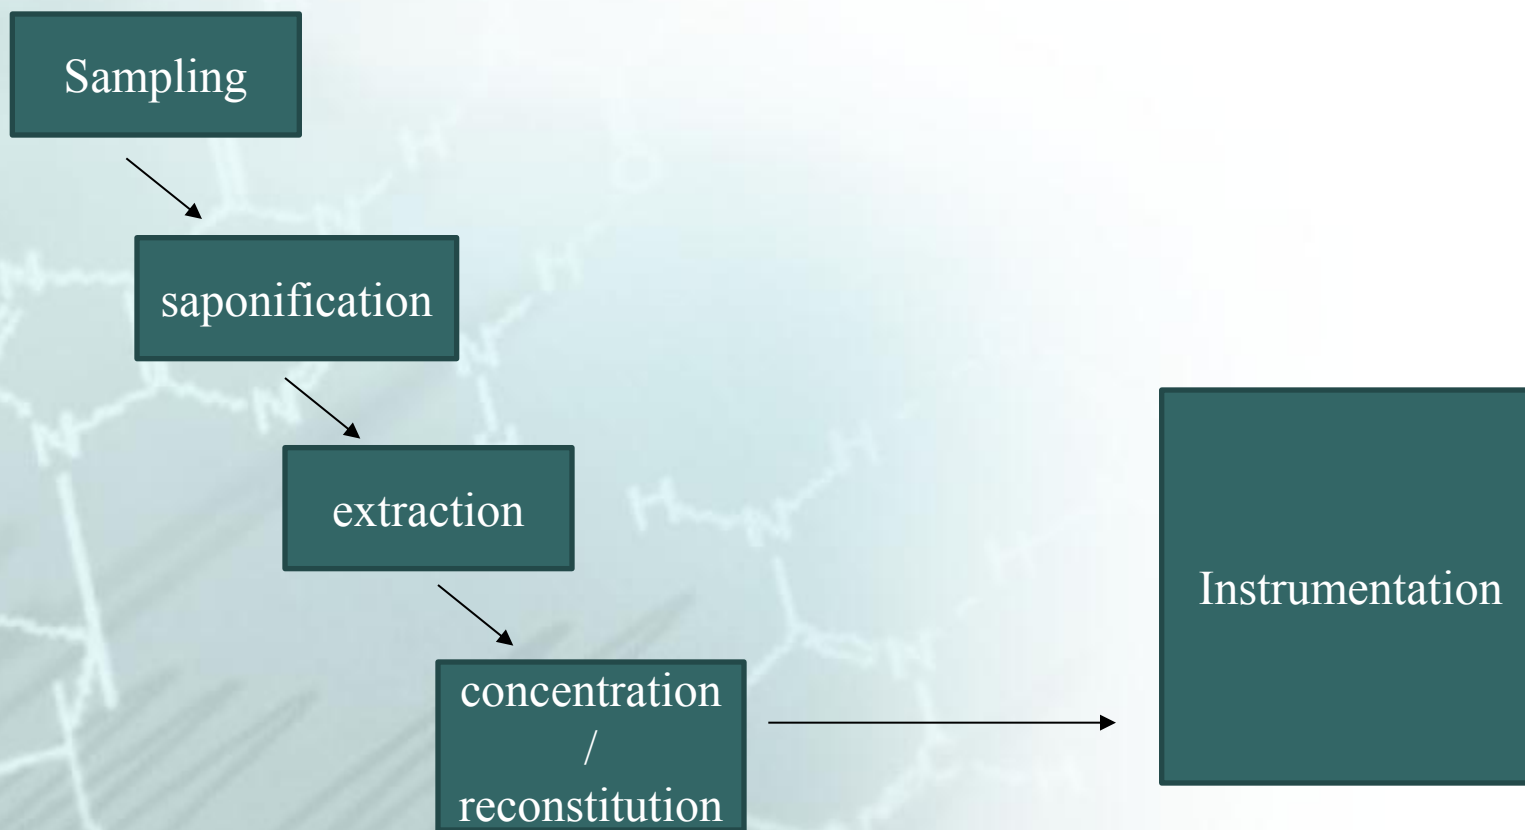 Sampling
saponification
extraction
concentration
/
reconstitution
Instrumentation